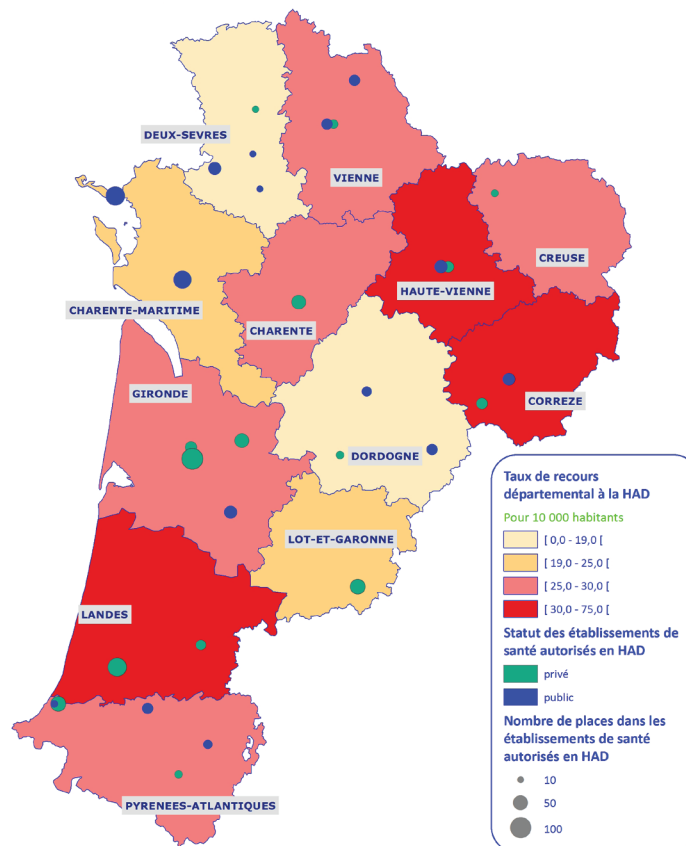 DEUX-SEVRES
VIENNE
CREUSE
HAUTE-VIENNE
CHARENTE-MARITIME
CHARENTE
GIRONDE
CORREZE
DORDOGNE
LOT-ET-GARONNE
LANDES
PYRENEES-ATLANTIQUES
Taux de recours
départemental à la HAD
Pour 10 000 habitants
[ 0,0 - 19,0 [
[ 19,0 - 25,0 [
[ 25,0 - 30,0 [
[ 30,0 - 75,0 [
Statut des établissements de
santé autorisés en HAD
privé
public
Nombre de places dans les
établissements de santé
autorisés en HAD
10
50
100